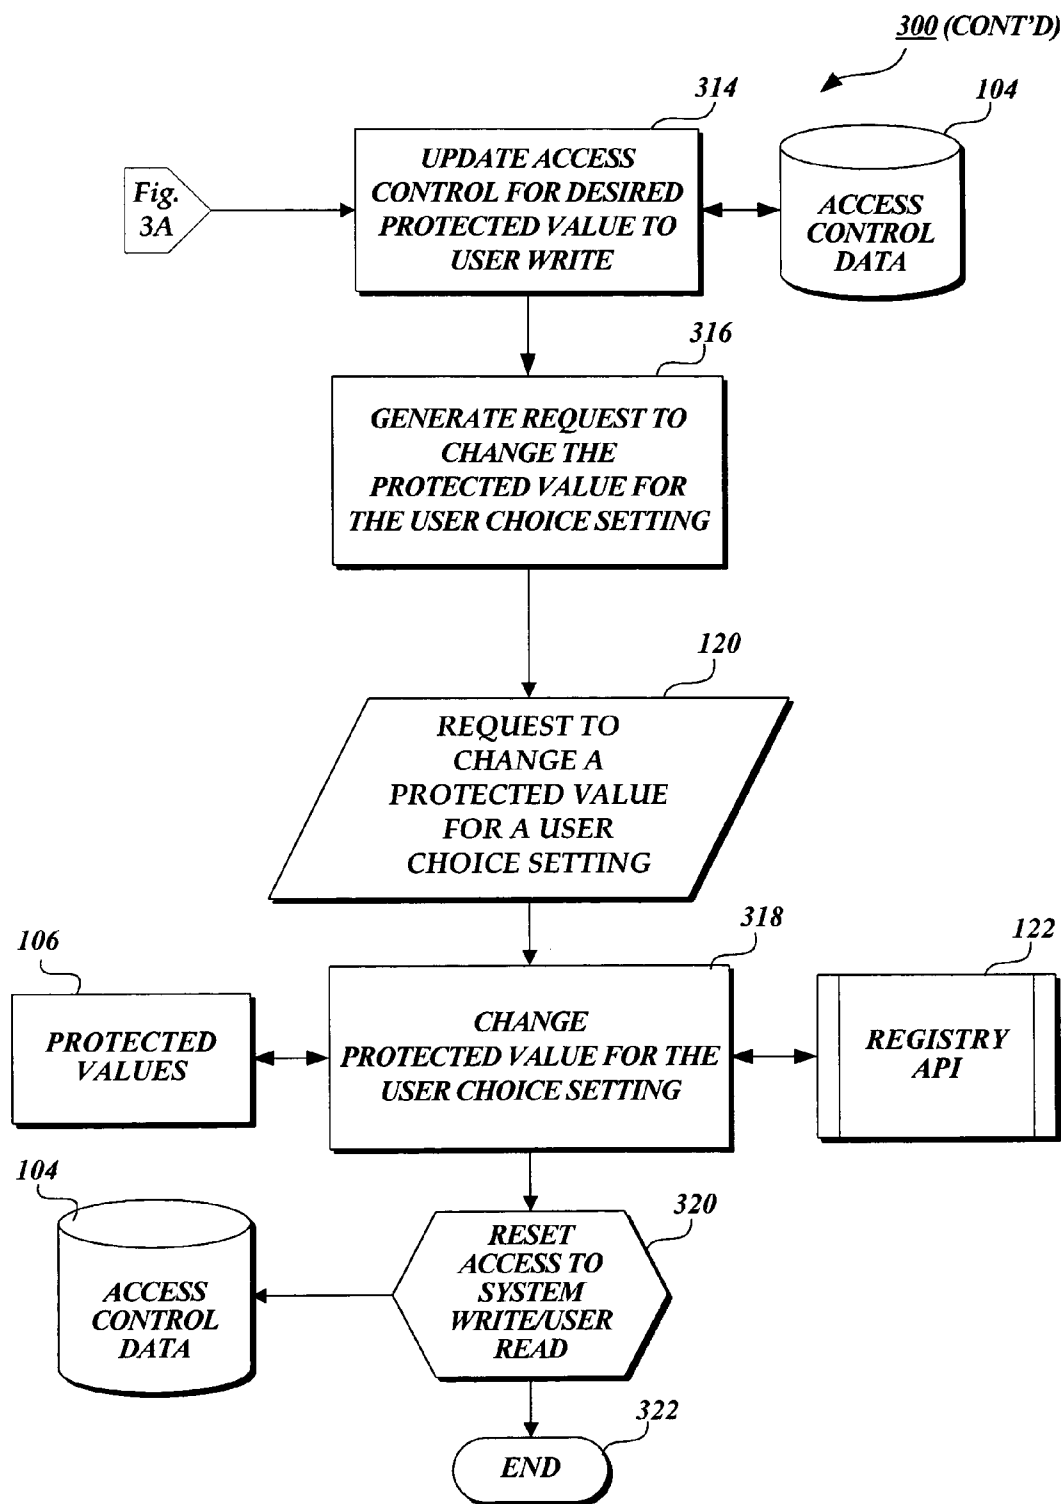 300 (CONT'D)
314
104
Fig.
3A
UPDATE ACCESS
CONTROL FOR DESIRED
PROTECTED VALUE TO
USER WRITE
ACCESS
CONTROL
DATA
316
GENERATE REQUEST TO
CHANGE THE
PROTECTED VALUE FOR
THE USER CHOICE SETTING
120
REQUEST TO
CHANGE A
PROTECTED VALUE
FOR A USER
CHOICE SETTING
106
318
122
PROTECTED
VALUES
CHANGE
PROTECTED VALUE FOR THE
USER CHOICE SETTING
REGISTRY
API
104
320
ACCESS
CONTROL
DATA
RESET
ACCESS TO
SYSTEM
WRITE/USER
READ
322
END